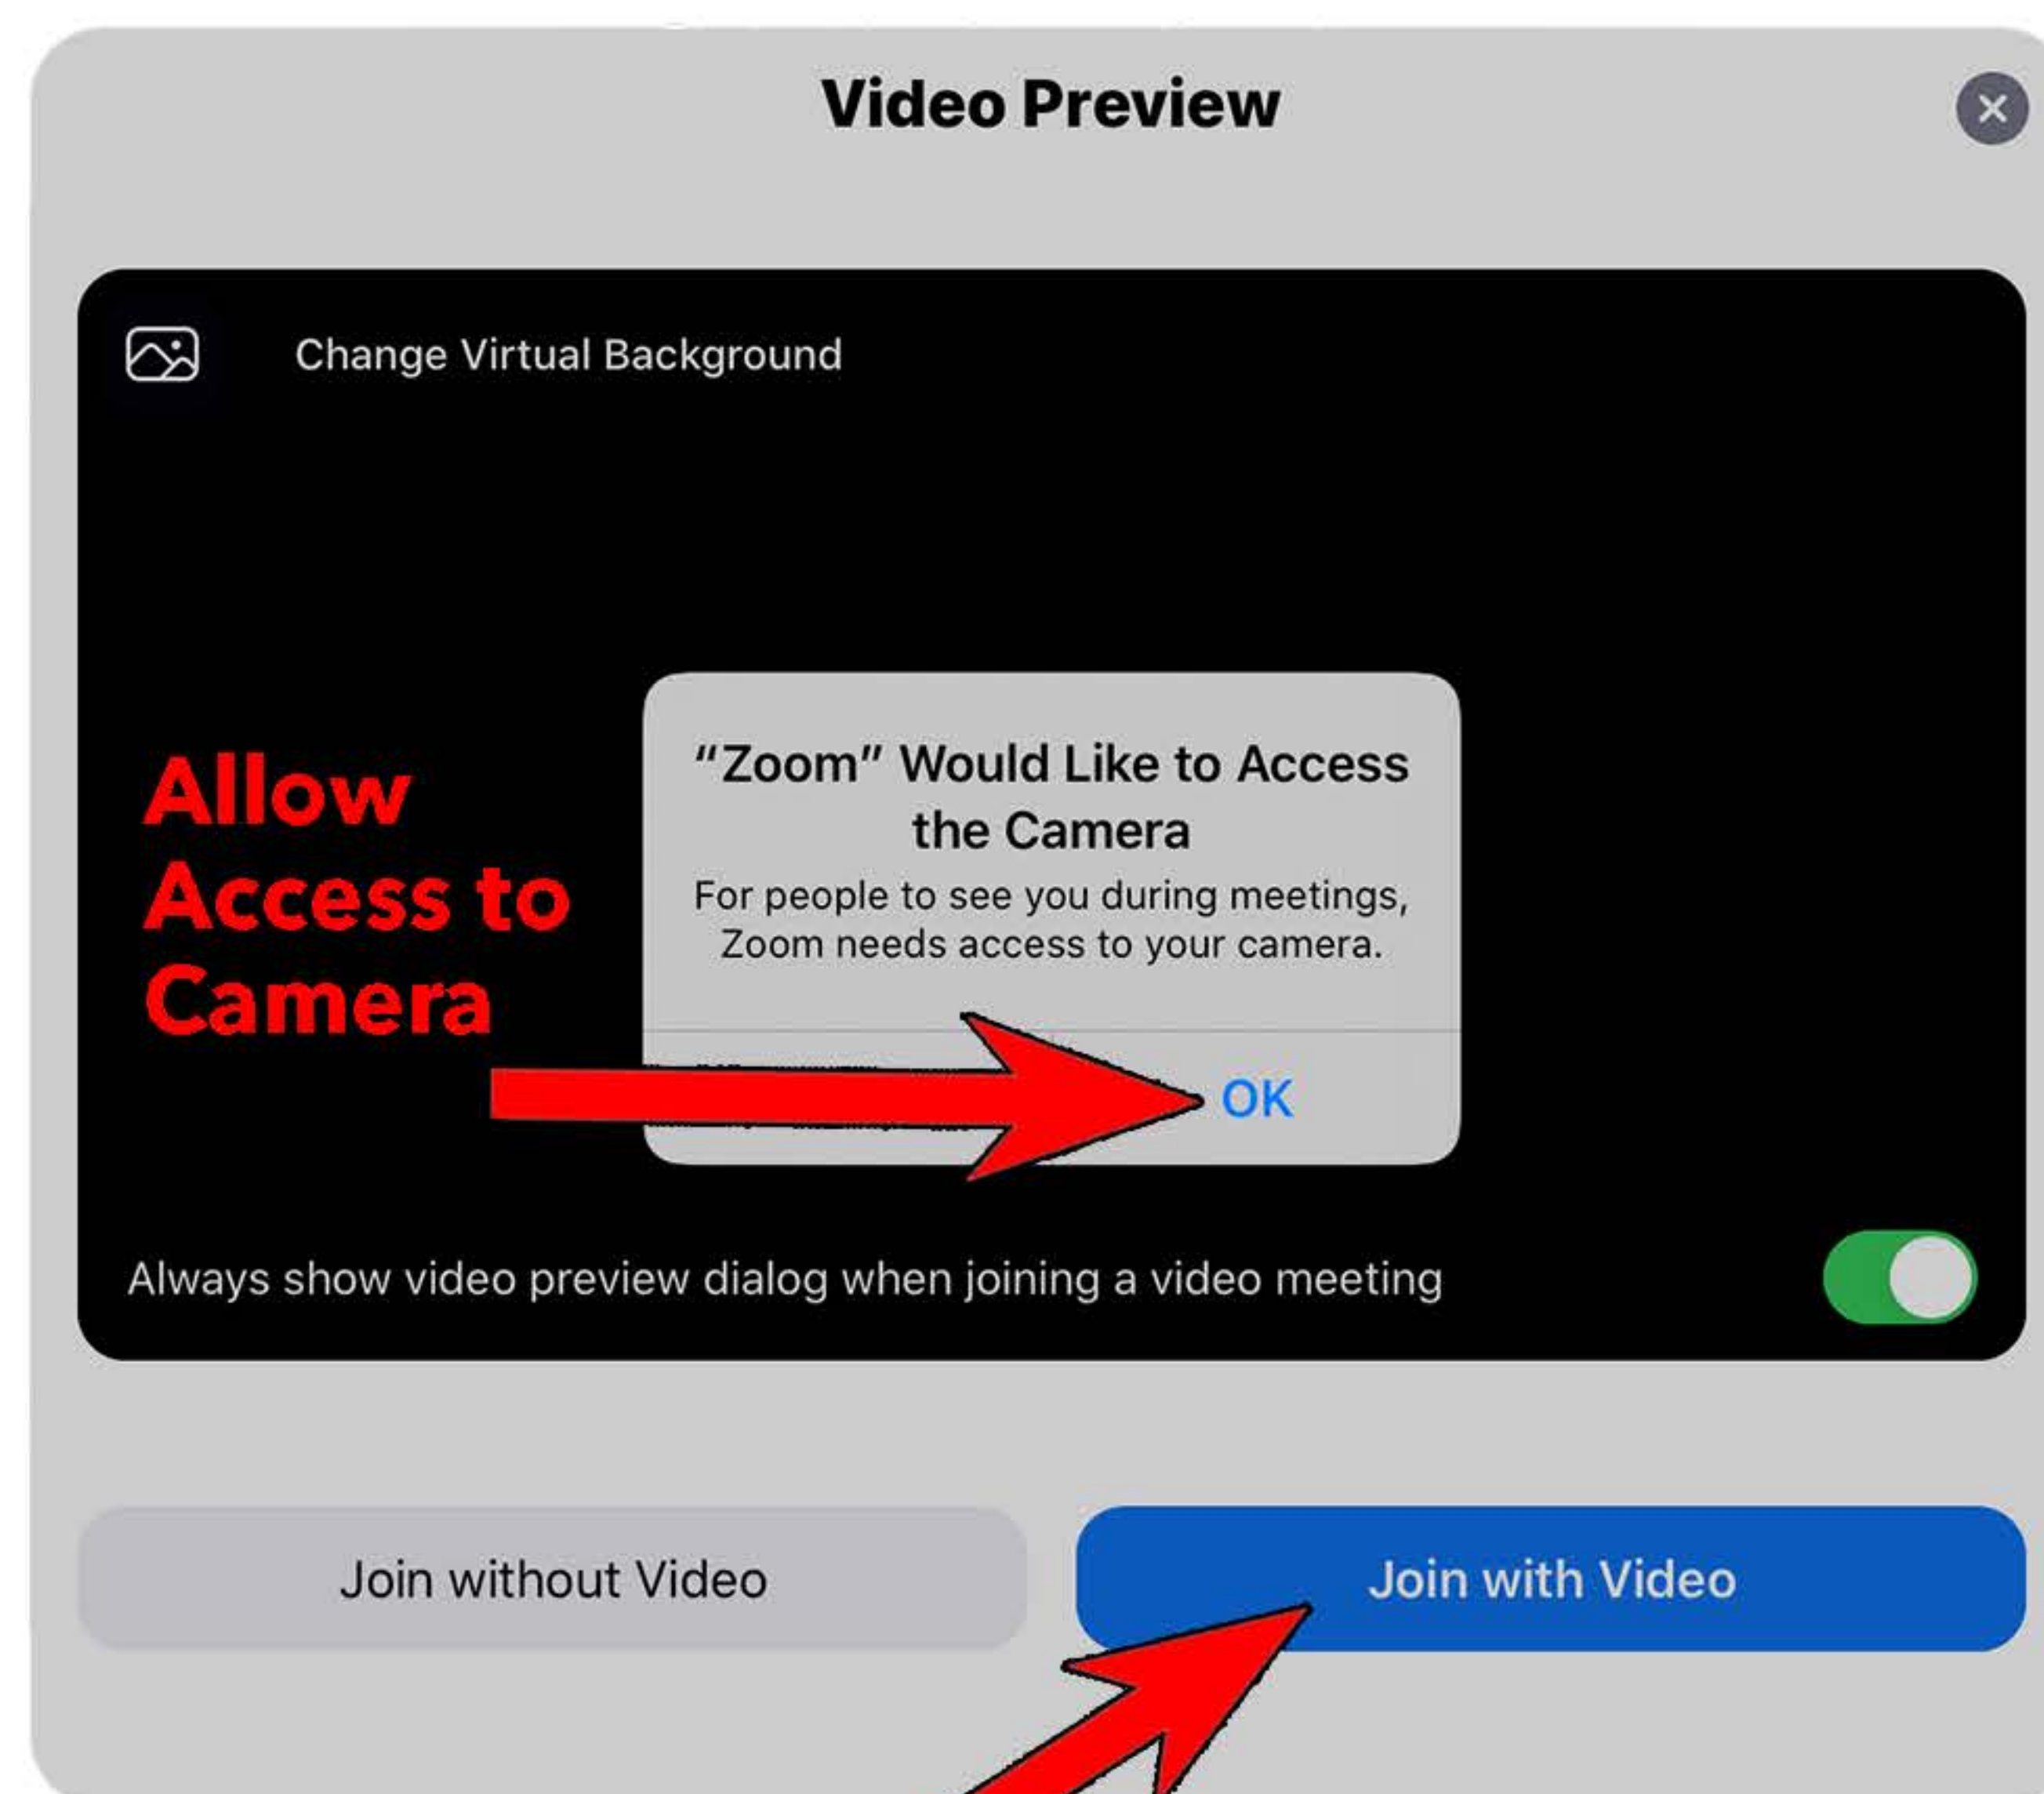 Video Preview
Change Virtual Background
Allow
Access to
Camera
“Zoom” Would Like to Access
the Camera
For people to see you during meetings,
Zoom needs access to your camera.
OK
Always show video preview dialog when joining a video meeting
Join without Video
Join with Video